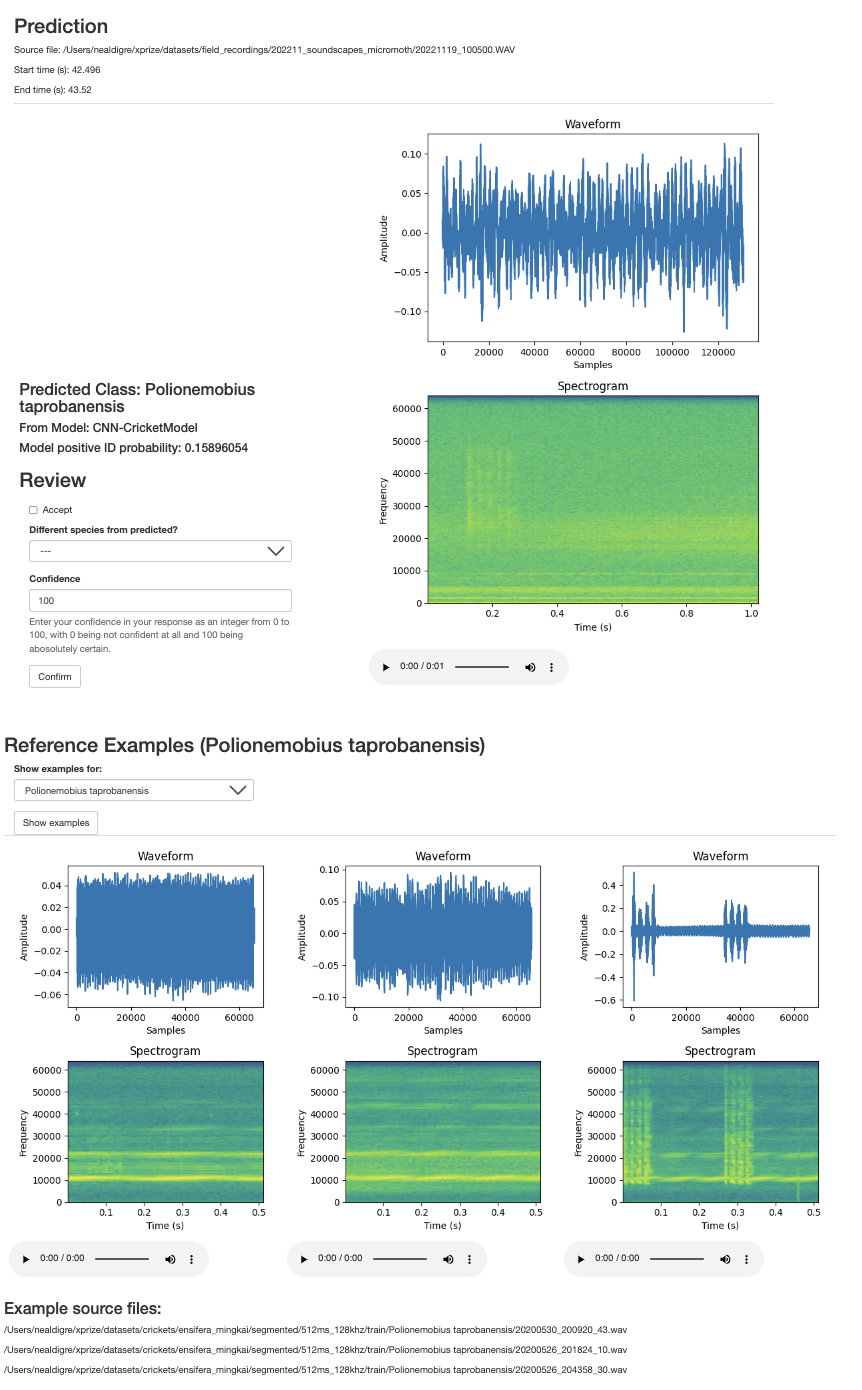 Prediction
Source file: /Users/nealdigre/xprize/datasets/field_recordings/202211_soundscapes_micromoth/20221119_100500.WAV
Start time (s): 42.496
End time (s): 43.52
Waveform
0.10
0.05
0.00
−0.05
−0.10
Amplitude
0 20000 40000 60000 80000 100000 120000
Samples
Predicted Class: Polionemobius
taprobanensis
From Model: CNN-CricketModel
Model positive ID probability: 0.15896054
Review
Accept
Different species from predicted?
---
Confidence
100
Enter your confidence in your response as an integer from 0 to
100, with 0 being not confident at all and 100 being
abosolutely certain.
Confirm
Spectrogram
60000
50000
40000
30000
20000
10000
0
Frequency
0.2 0.4 0.6 0.8 1.0
Time (s)
0:00 / 0:01
Reference Examples (Polionemobius taprobanensis)
Show examples for:
Polionemobius taprobanensis
Show examples
Waveform
0.04
0.02
0.00
−0.02
−0.04
−0.06
Amplitude
0 20000 40000 60000
Samples
Waveform
0.10
0.05
0.00
−0.05
−0.10
Amplitude
0 20000 40000 60000
Samples
Waveform
0.4
0.2
0.0
−0.2
−0.4
−0.6
Amplitude
0 20000 40000 60000
Samples
Spectrogram
60000
50000
40000
30000
20000
10000
0
Frequency
0.1 0.2 0.3 0.4 0.5
Time (s)
Spectrogram
60000
50000
40000
30000
20000
10000
0
Frequency
0.1 0.2 0.3 0.4 0.5
Time (s)
Spectrogram
60000
50000
40000
30000
20000
10000
0
Frequency
0.1 0.2 0.3 0.4 0.5
Time (s)
0:00 / 0:00
0:00 / 0:00
0:00 / 0:00
Example source files:
/Users/nealdigre/xprize/datasets/crickets/ensifera_mingkai/segmented/512ms_128khz/train/Polionemobius taprobanensis/20200530_200920_43.wav
/Users/nealdigre/xprize/datasets/crickets/ensifera_mingkai/segmented/512ms_128khz/train/Polionemobius taprobanensis/20200526_201824_10.wav
/Users/nealdigre/xprize/datasets/crickets/ensifera_mingkai/segmented/512ms_128khz/train/Polionemobius taprobanensis/20200526_204358_30.wav